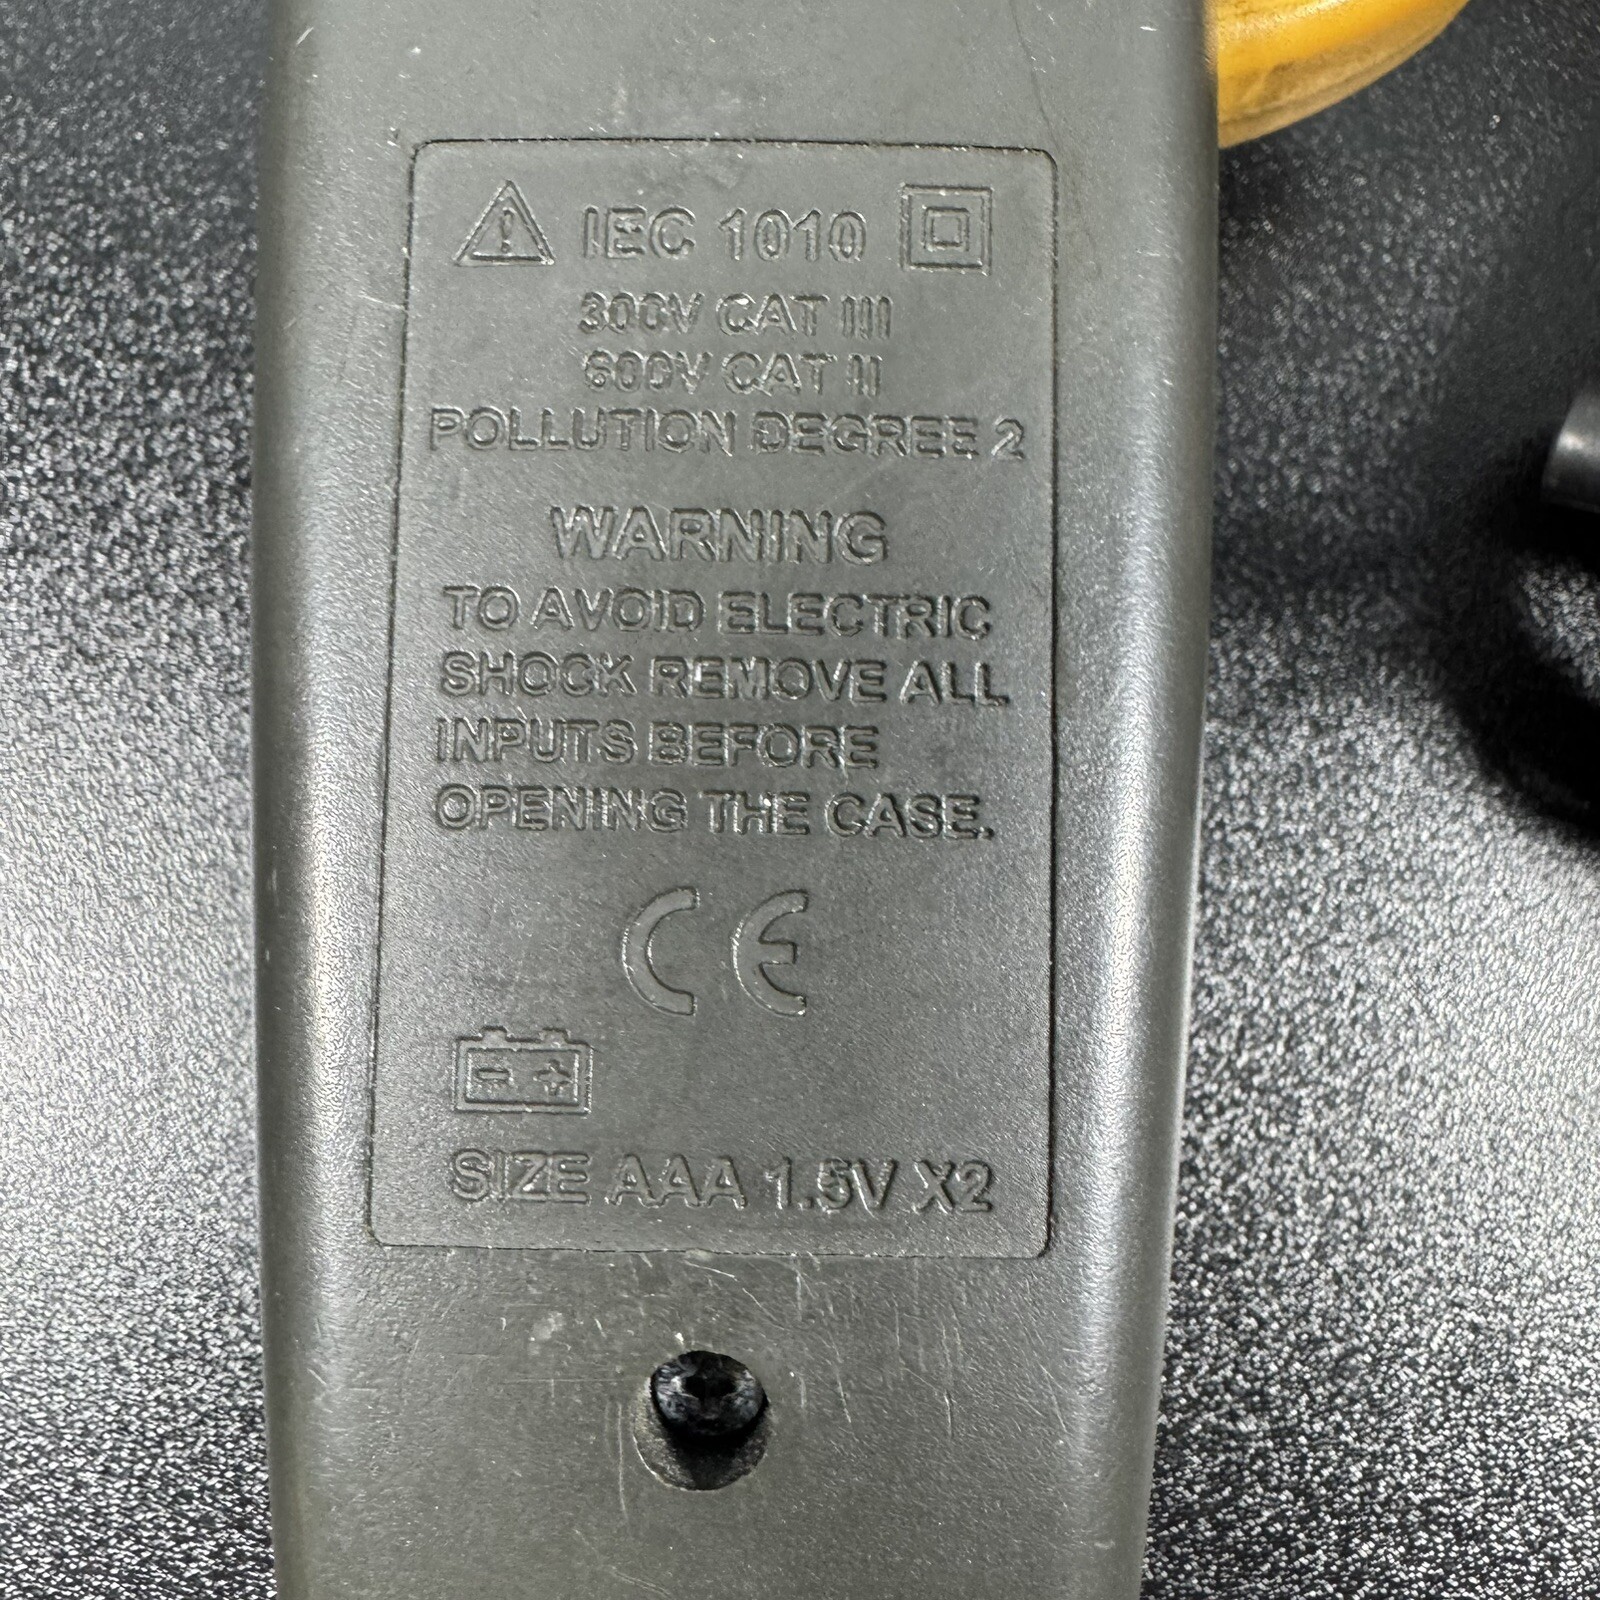 IEC 1010
300V CAT III
600V CAT II
POLLUTION DEGREE 2
WARNING
TO AVOID ELECTRIC
SHOCK REMOVE ALL
INPUTS BEFORE
OPENING THE CASE.
CE
- +
SIZE AAA 1.5V X2